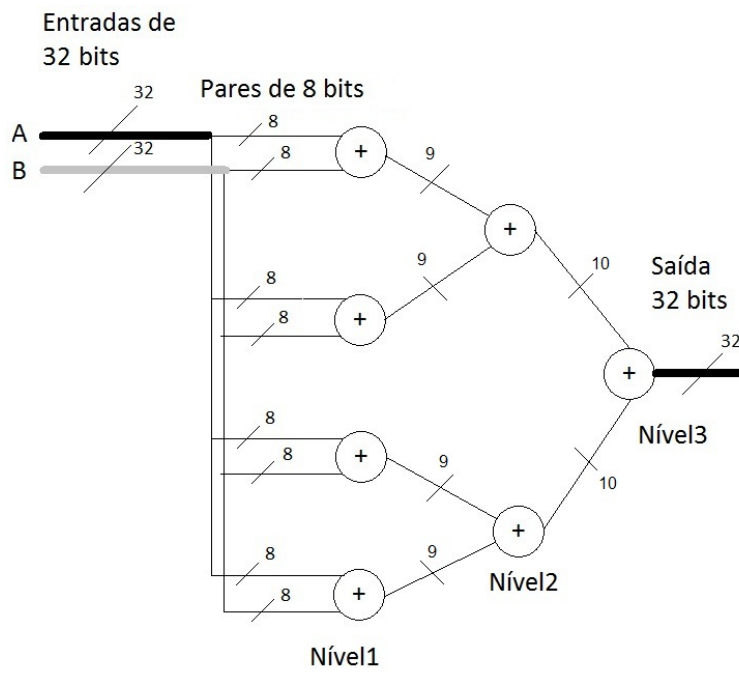 Entradas de
32 bits
32
Pares de 8 bits
A
8
32
B
8
+
9
+
9
10
8
8
+
Saída
32 bits
32
+
Nível3
8
8
+
9
10
+
9
Nível2
8
8
+
Nível1